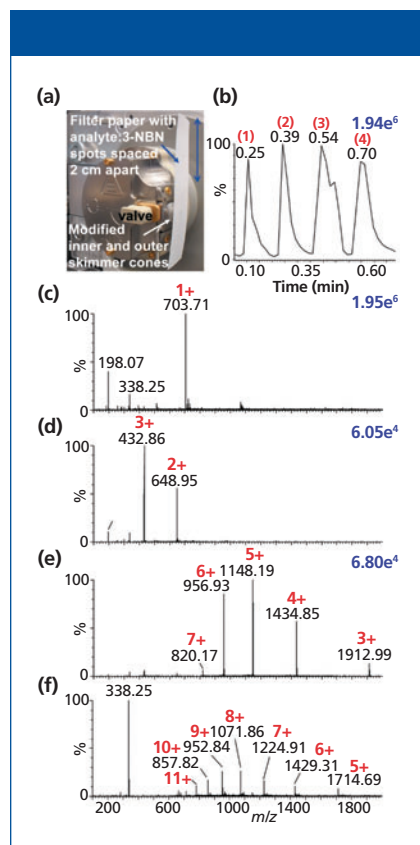 (a)
Filter paper with
analyte:3-NBN
spots spaced
2 cm apart
valve
Modified
inner and outer
skimmer cones
(b)
1.94e⁶
(1) (2) (3) (4)
0.25 0.39 0.54 0.70
100
%
0
0.10 0.35 0.60
Time (min)
(c)
1.95e⁶
1+
703.71
198.07
338.25
100
%
0
(d)
6.05e⁴
3+
432.86
2+
648.95
100
%
0
(e)
6.80e⁴
5+
1148.19
6+
956.93
4+
1434.85
7+
820.17
3+
1912.99
100
%
0
(f)
338.25
8+
1071.86
9+
952.84
7+
1224.91
10+
857.82
6+
1429.31
11+
5+
1714.69
100
%
0
200 600 1000 1400 1800
m/z